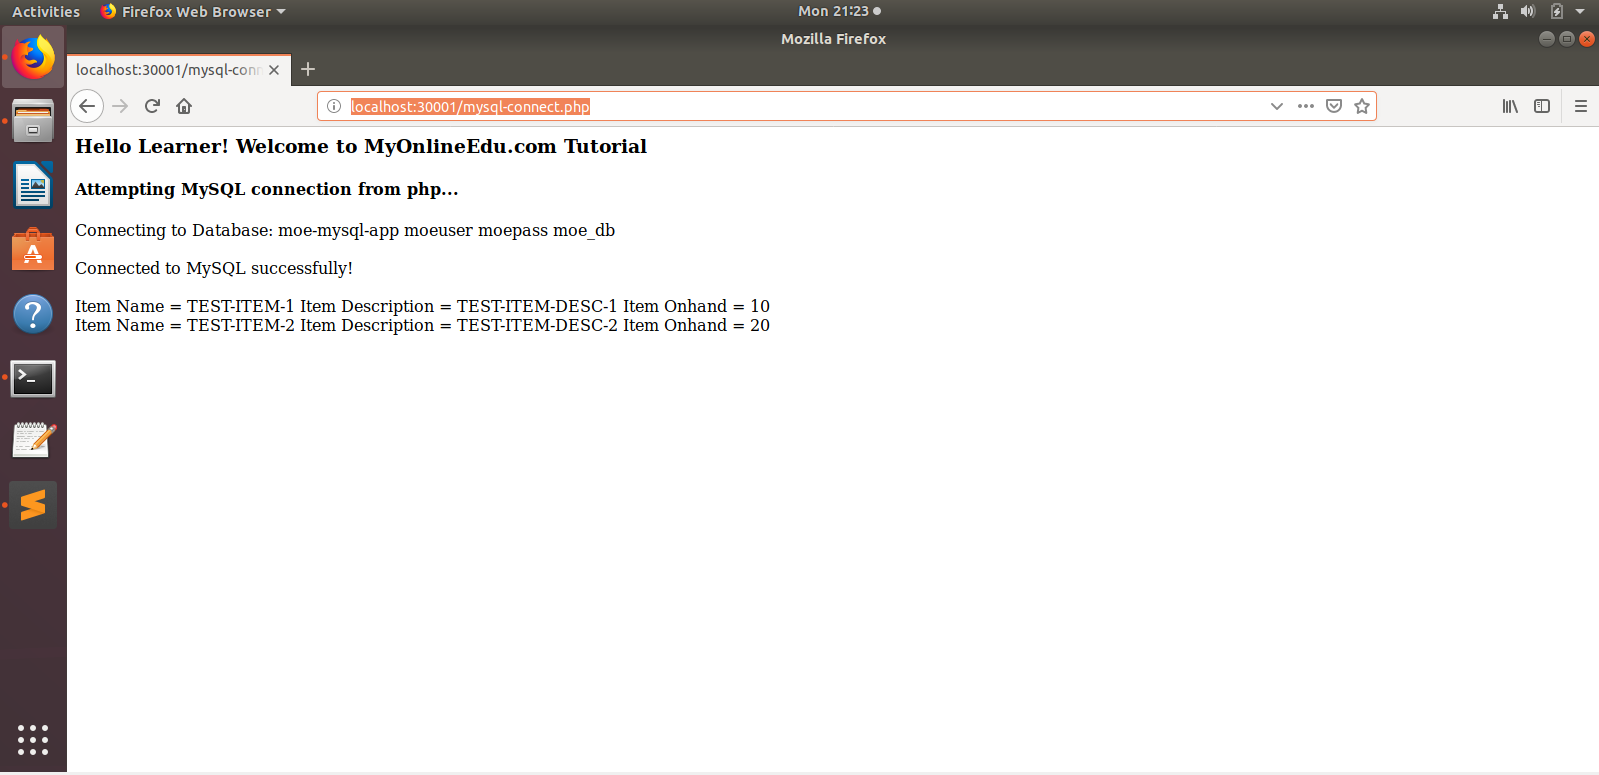 Activities Firefox Web Browser Mon 21:23
Mozilla Firefox
localhost:30001/mysql-conn
localhost:30001/mysql-connect.php
Hello Learner! Welcome to MyOnlineEdu.com Tutorial
Attempting MySQL connection from php...
Connecting to Database: moe-mysql-app moeuser moepass moe_db
Connected to MySQL successfully!
Item Name = TEST-ITEM-1 Item Description = TEST-ITEM-DESC-1 Item Onhand = 10
Item Name = TEST-ITEM-2 Item Description = TEST-ITEM-DESC-2 Item Onhand = 20